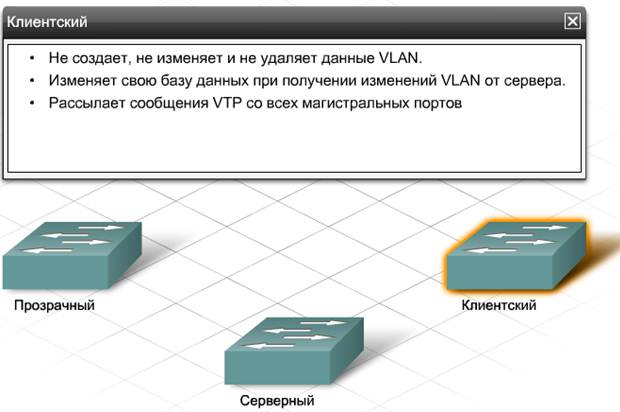 Клиентский
• Не создает, не изменяет и не удаляет данные VLAN.
• Изменяет свою базу данных при получении изменений VLAN от сервера.
• Рассылает сообщения VTP со всех магистральных портов
Прозрачный
Клиентский
Серверный